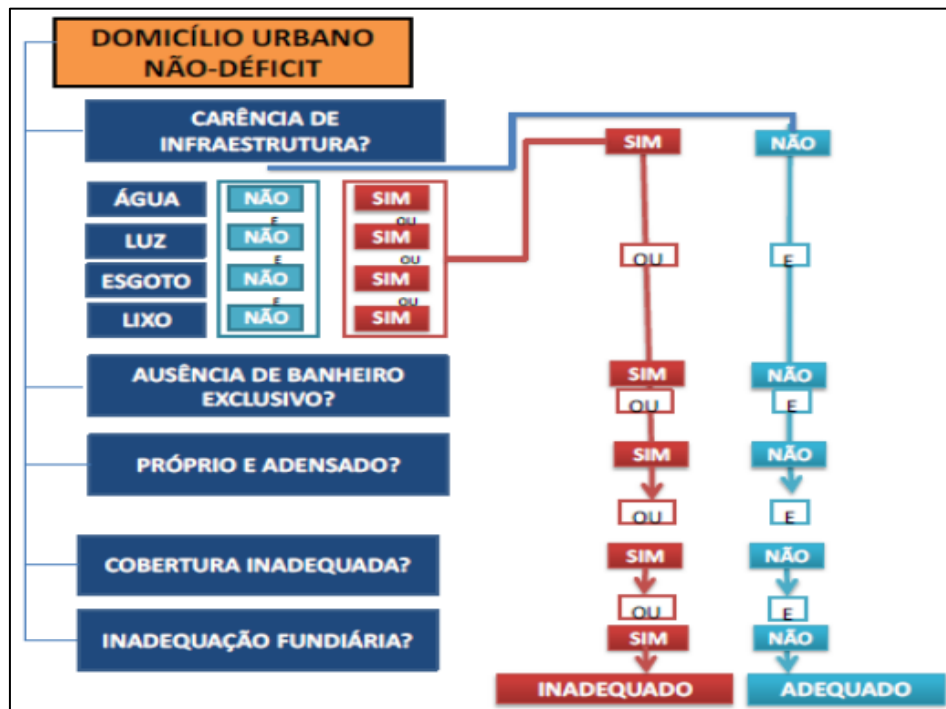 DOMICÍLIO URBANO
NÃO-DÉFICIT
CARÊNCIA DE
INFRAESTRUTURA?
SIM
NÃO
ÁGUA
NÃO
SIM
E
OU
LUZ
NÃO
SIM
E
OU
OU
E
ESGOTO
NÃO
SIM
E
OU
LIXO
NÃO
SIM
AUSÊNCIA DE BANHEIRO
EXCLUSIVO?
SIM
NÃO
OU
E
PRÓPRIO E ADENSADO?
SIM
NÃO
OU
E
COBERTURA INADEQUADA?
SIM
NÃO
OU
E
INADEQUAÇÃO FUNDIÁRIA?
SIM
NÃO
INADEQUADO
ADEQUADO